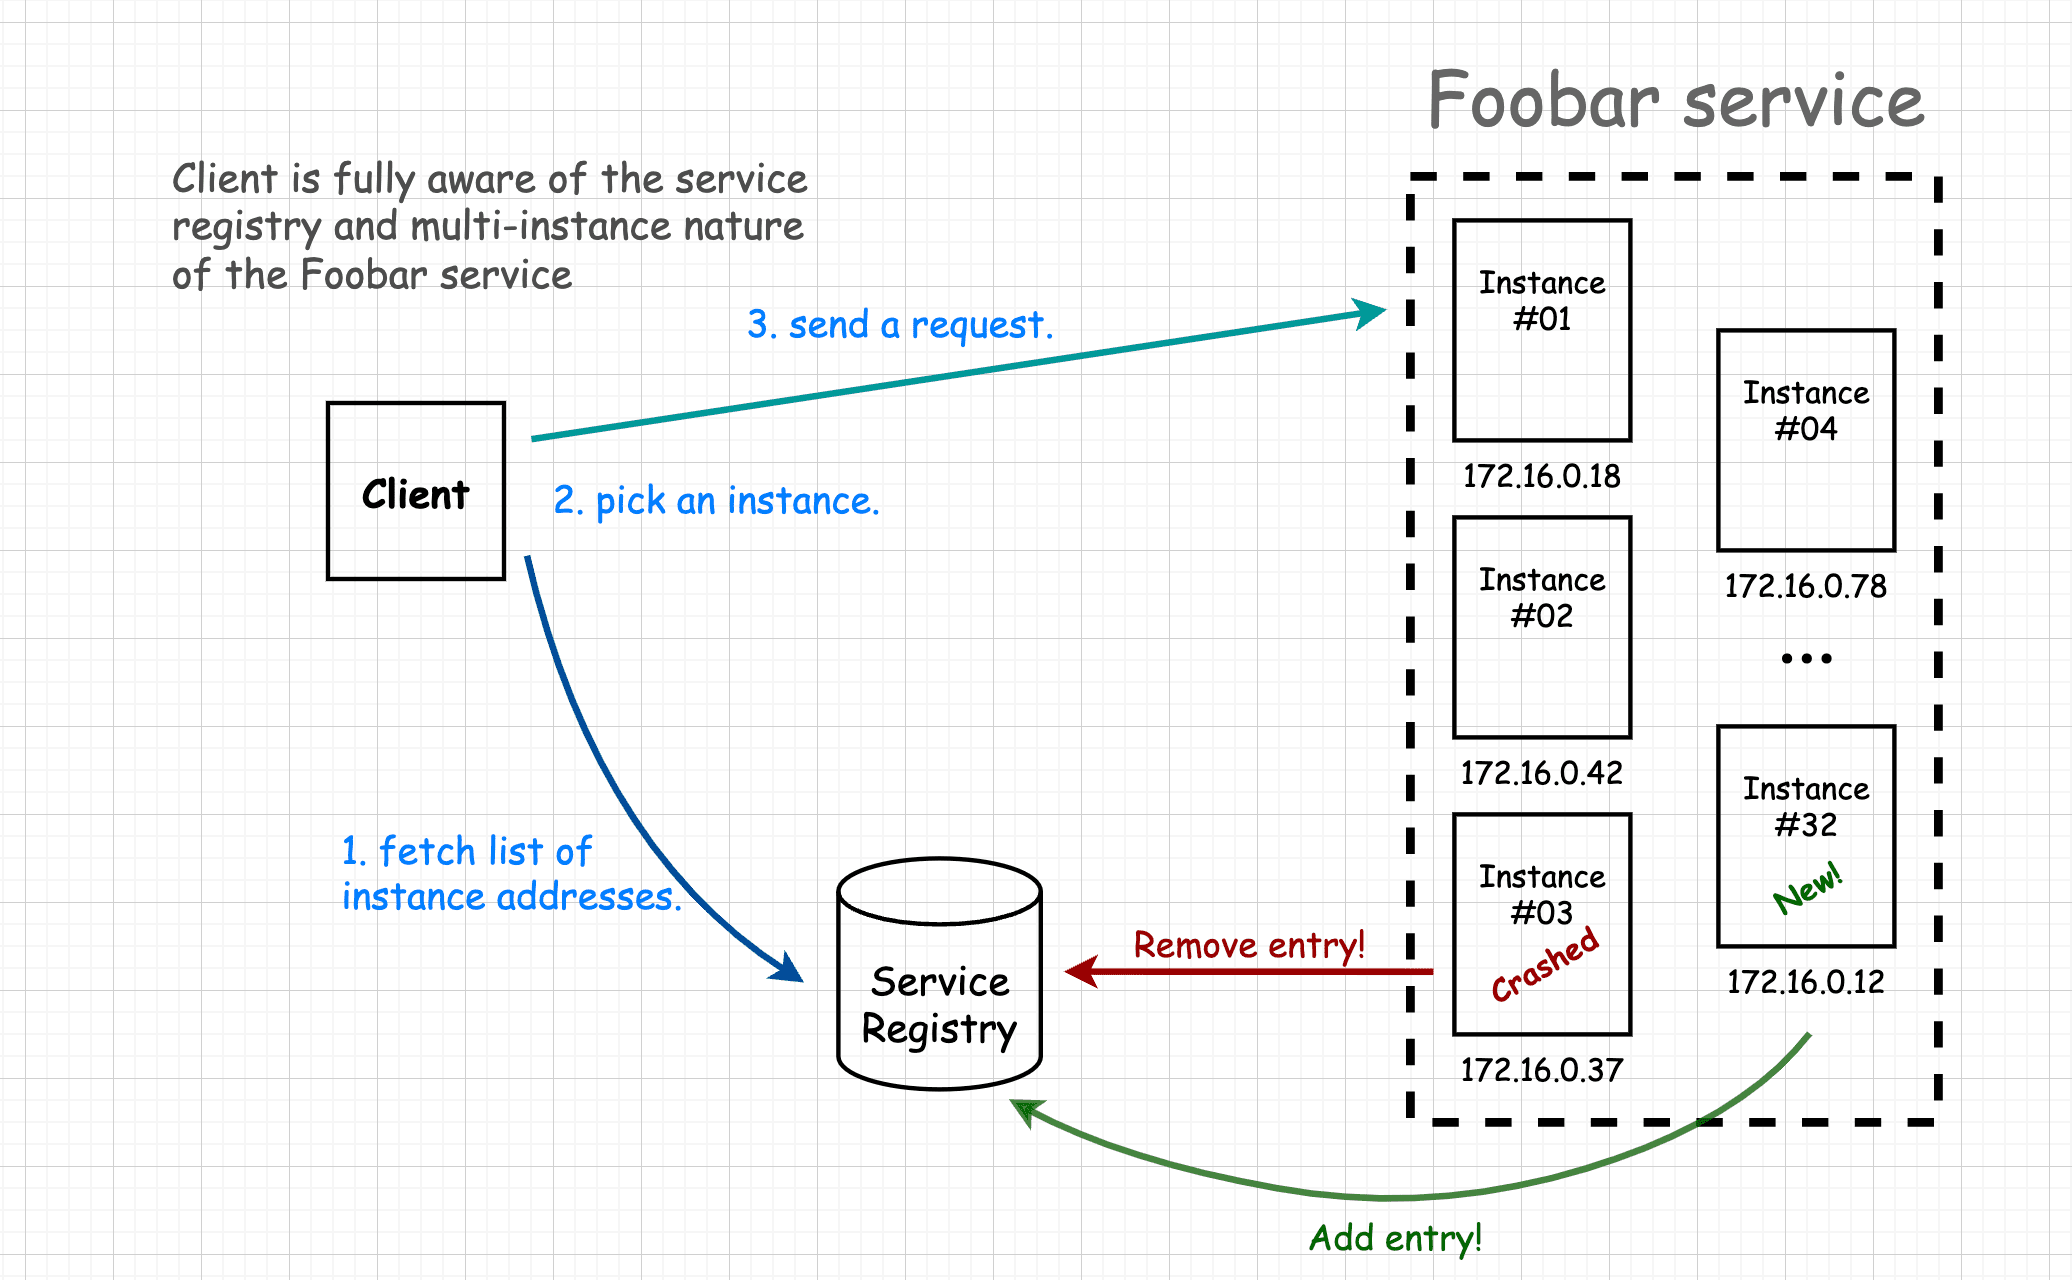 Foobar service
Client is fully aware of the service
registry and multi-instance nature
of the Foobar service
3. send a request.
Client
2. pick an instance.
1. fetch list of
instance addresses.
Service
Registry
Remove entry!
Add entry!
Instance
#01
172.16.0.18
Instance
#02
172.16.0.42
Instance
#03
Crashed
172.16.0.37
Instance
#04
172.16.0.78
...
Instance
#32
New!
172.16.0.12